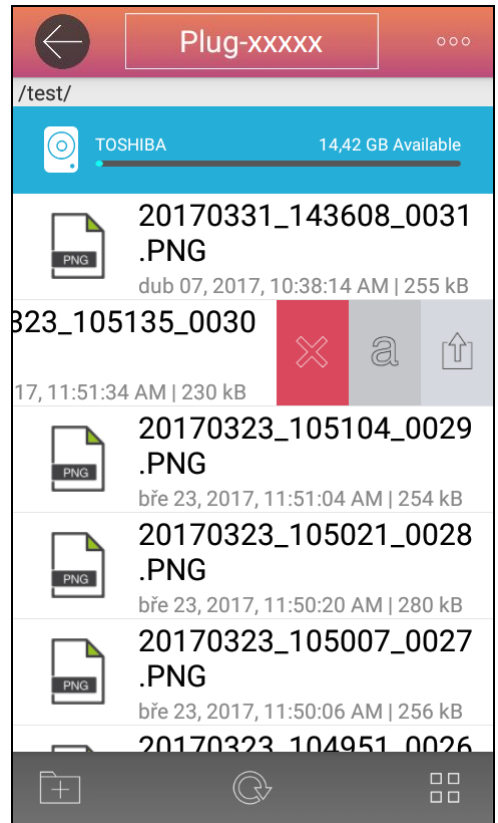 Plug-xxxxx
/test/
TOSHIBA 14,42 GB Available
20170331_143608_0031
.PNG
PNG
dub 07, 2017, 10:38:14 AM | 255 kB
323_105135_0030
a
17, 11:51:34 AM | 230 kB
20170323_105104_0029
.PNG
PNG
bře 23, 2017, 11:51:04 AM | 254 kB
20170323_105021_0028
.PNG
PNG
bře 23, 2017, 11:50:20 AM | 280 kB
20170323_105007_0027
.PNG
PNG
bře 23, 2017, 11:50:06 AM | 256 kB
20170323_104951_0026